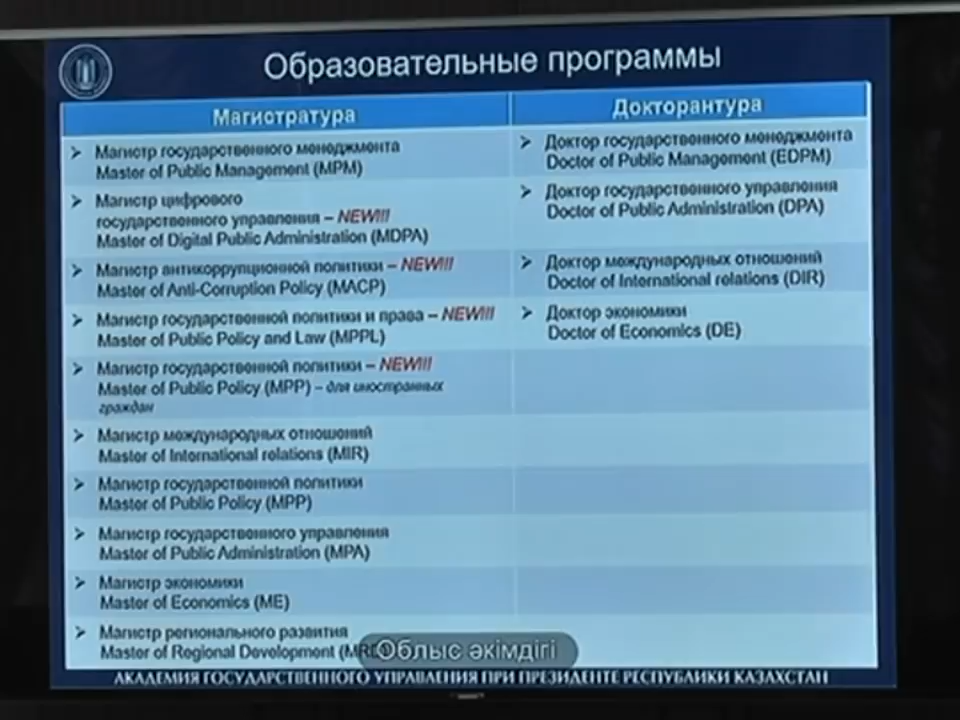 Образовательные программы
Магистратура
Докторантура
Магистр государственного менеджмента
Master of Public Management (MPM)
Доктор государственного менеджмента
Doctor of Public Management (EDPM)
Магистр цифрового
государственного управления – NEW!!!
Master of Digital Public Administration (MDPA)
Доктор государственного управления
Doctor of Public Administration (DPA)
Магистр антикоррупционной политики – NEW!!!
Master of Anti-Corruption Policy (MACP)
Доктор международных отношений
Doctor of International relations (DIR)
Магистр государственной политики и права – NEW!!!
Master of Public Policy and Law (MPPL)
Доктор экономики
Doctor of Economics (DE)
Магистр государственной политики – NEW!!!
Master of Public Policy (MPP) – для иностранных
граждан
Магистр международных отношений
Master of International relations (MIR)
Магистр государственной политики
Master of Public Policy (MPP)
Магистр государственного управления
Master of Public Administration (MPA)
Магистр экономики
Master of Economics (ME)
Магистр регионального развития
Master of Regional Development
Облыс әкімдігі
АКАДЕМИЯ ГОСУДАРСТВЕННОГО УПРАВЛЕНИЯ ПРИ ПРЕЗИДЕНТЕ РЕСПУБЛИКИ КАЗАХСТАН